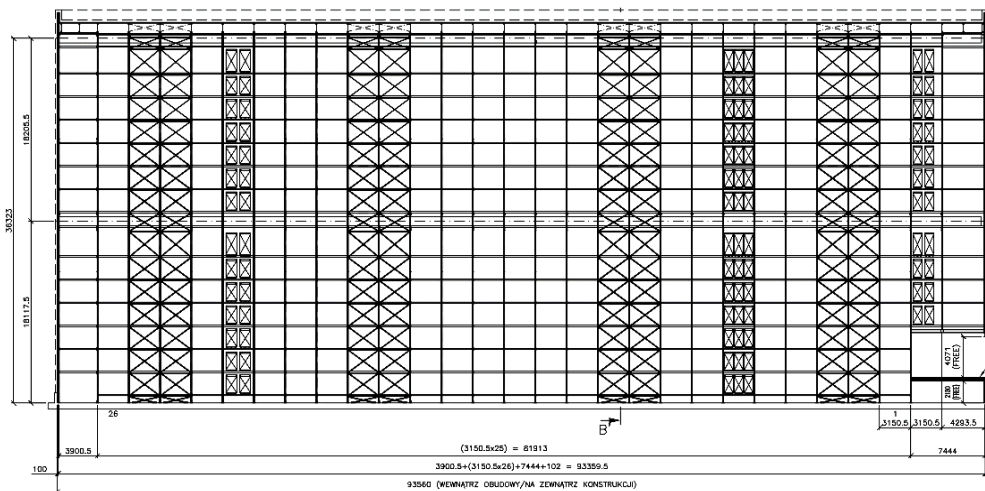 18205.5
36323
18117.5
4071
(FREE)
2130
(FREE)
26
B
1
3150.5
3150.5
4293.5
3900.5
(3150.5x25) = 81913
7444
100
3900.5+(3150.5x26)+7444+102 = 93359.5
93560 (WEWNĄTRZ OBUDOWY/NA ZEWNĄTRZ KONSTRUKCJI)